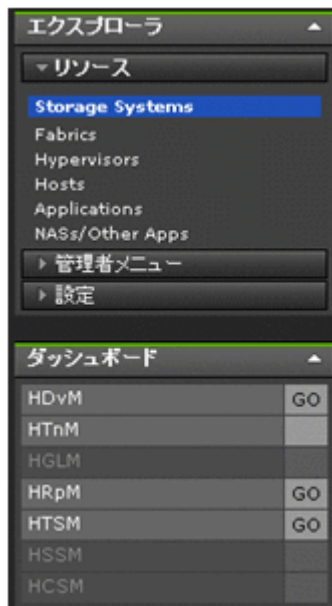 エクスプローラ
リソース
Storage Systems
Fabrics
Hypervisors
Hosts
Applications
NASs/Other Apps
管理者メニュー
設定
ダッシュボード
HDvM GO
HTnM
HGLM
HRpM GO
HTSM GO
HSSM
HCSM